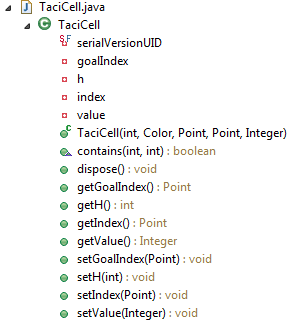 TaciCell.java
TaciCell
serialVersionUID
goalIndex
h
index
value
TaciCell(int, Color, Point, Point, Integer)
contains(int, int) : boolean
dispose() : void
getGoalIndex() : Point
getH() : int
getIndex() : Point
getValue() : Integer
setGoalIndex(Point) : void
setH(int) : void
setIndex(Point) : void
setValue(Integer) : void